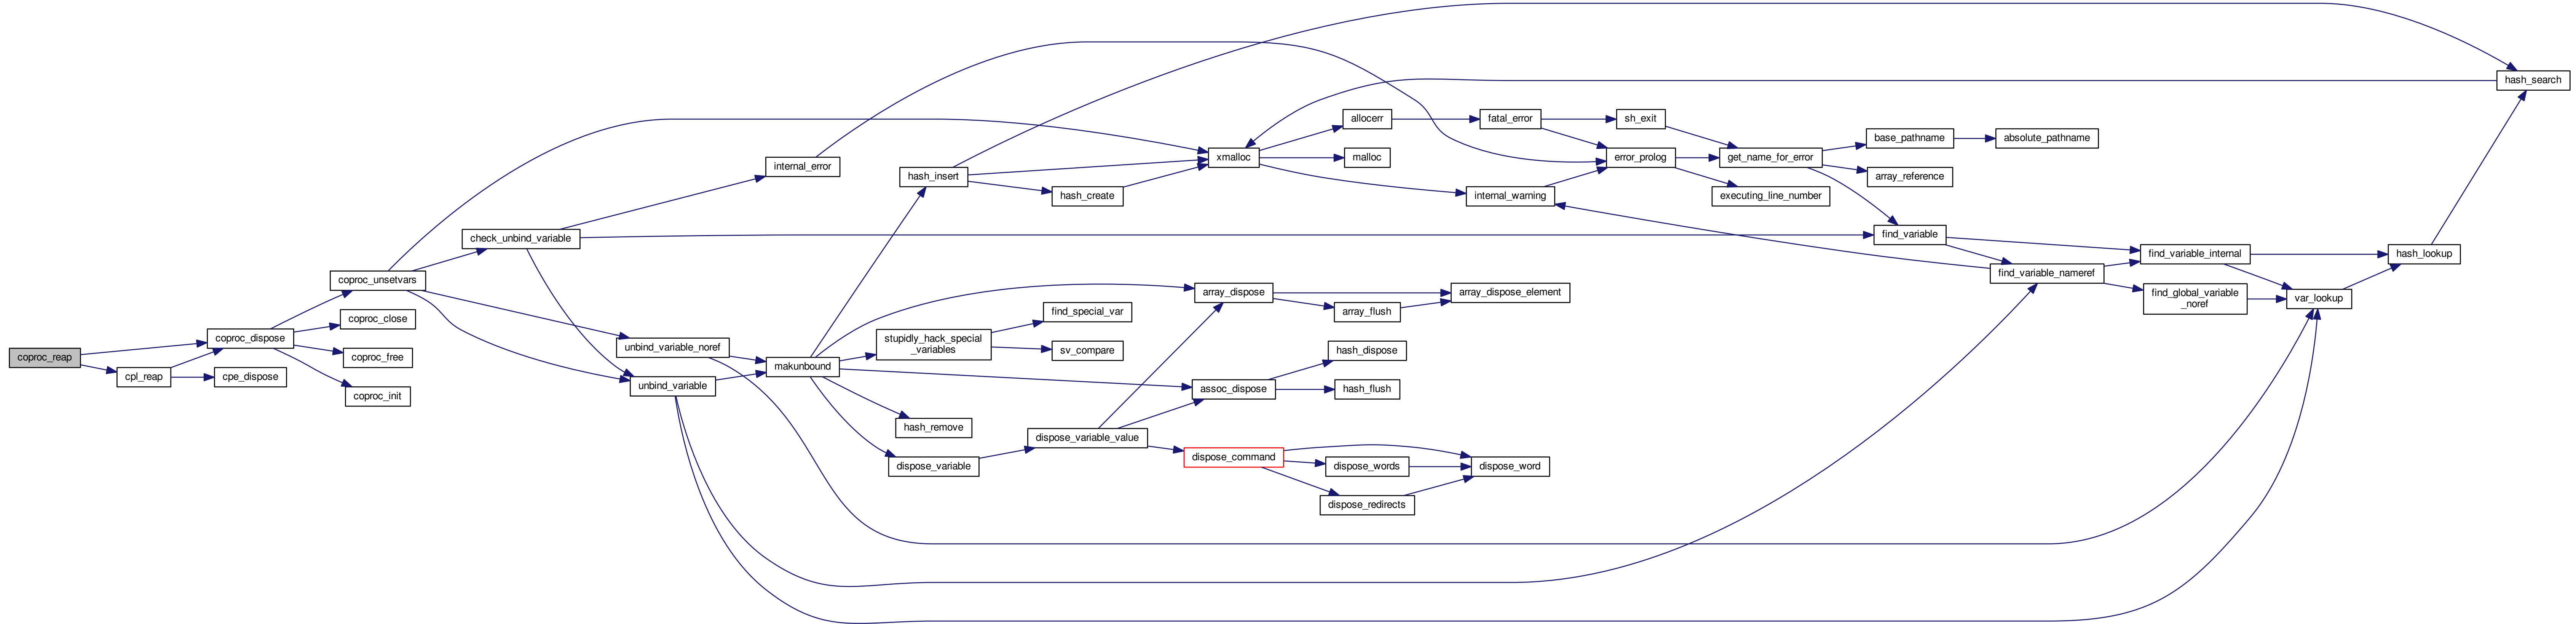 coproc_reap
coproc_dispose
cpl_reap
cpe_dispose
coproc_unsetvars
coproc_close
coproc_free
coproc_init
check_unbind_variable
unbind_variable_noref
unbind_variable
internal_error
makunbound
hash_insert
stupidly_hack_special
_variables
hash_remove
dispose_variable
hash_create
find_special_var
sv_compare
dispose_variable_value
xmalloc
array_dispose
assoc_dispose
dispose_command
allocerr
malloc
array_flush
hash_dispose
hash_flush
dispose_words
dispose_redirects
fatal_error
internal_warning
array_dispose_element
dispose_word
sh_exit
error_prolog
get_name_for_error
executing_line_number
base_pathname
array_reference
find_variable
absolute_pathname
find_variable_nameref
find_variable_internal
find_global_variable
_noref
var_lookup
hash_lookup
hash_search